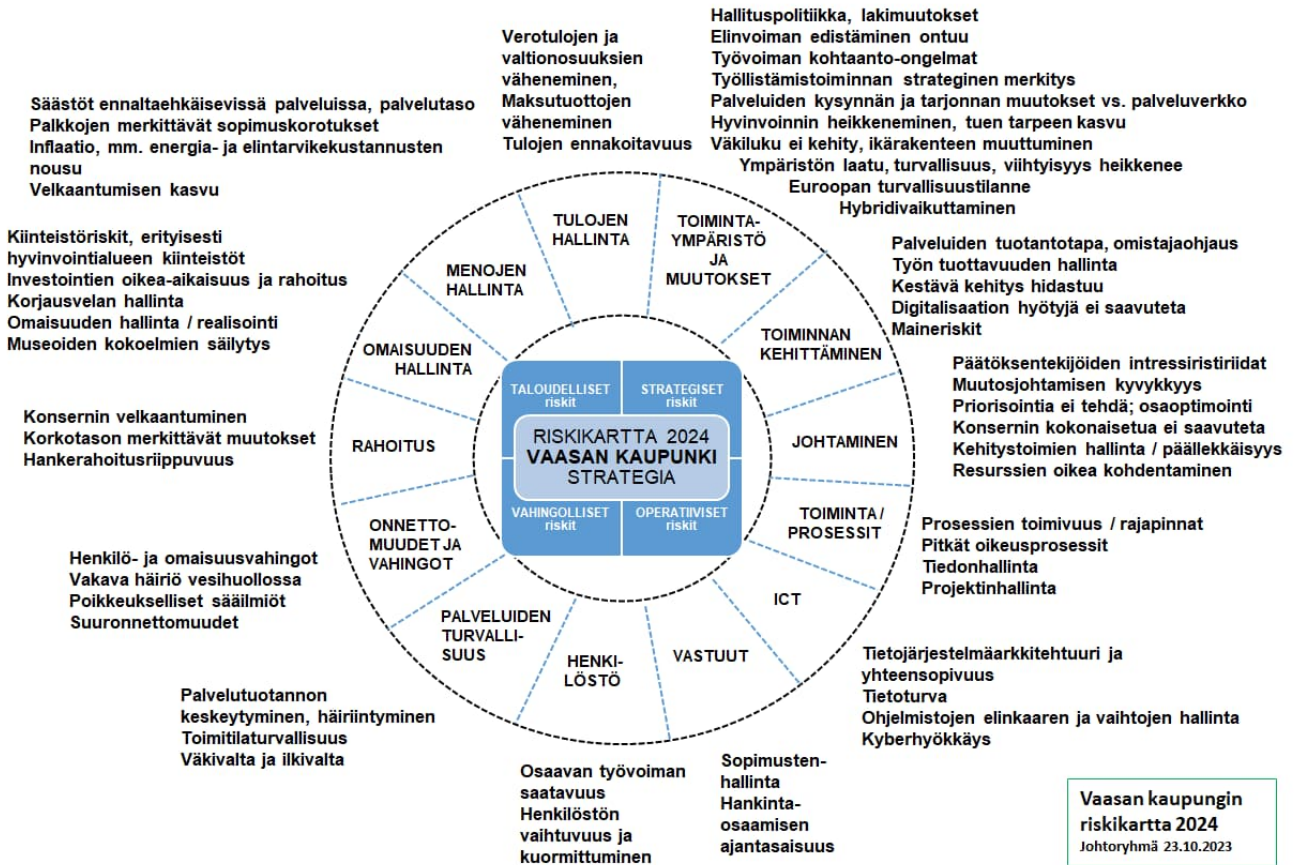 Hallituspolitiikka, lakimuutokset
Elinvoiman edistäminen ontuu
Työvoiman kohtaanto-ongelmat
Työllistämistoiminnan strateginen merkitys
Palveluiden kysynnän ja tarjonnan muutokset vs. palveluverkko
Hyvinvoinnin heikkeneminen, tuen tarpeen kasvu
Väkiluku ei kehity, ikärakenteen muuttuminen
Ympäristön laatu, turvallisuus, viihtyisyys heikkenee
Euroopan turvallisuustilanne
Hybridivaikuttaminen
Verotulojen ja
valtionosuuksien
väheneminen,
Maksutuottojen
väheneminen
Tulojen ennakoitavuus
Säästöt ennaltaehkäisevissä palveluissa, palvelutaso
Palkkojen merkittävät sopimuskorotukset
Inflaatio, mm. energia- ja elintarvikekustannusten
nousu
Velkaantumisen kasvu
Kiinteistöriskit, erityisesti
hyvinvointialueen kiinteistöt
Investointien oikea-aikaisuus ja rahoitus
Korjausvelan hallinta
Omaisuuden hallinta / realisointi
Museoiden kokoelmien säilytys
Konsernin velkaantuminen
Korkotason merkittävät muutokset
Hankerahoitusriippuvuus
Henkilö- ja omaisuusvahingot
Vakava häiriö vesihuollossa
Poikkeukselliset sääilmiöt
Suuronnettomuudet
Palvelutuotannon
keskeytyminen, häiriintyminen
Toimitilaturvallisuus
Väkivalta ja ilkivalta
TULOJEN
HALLINTA
TOIMINTA-
YMPÄRISTÖ
JA
MUUTOKSET
MENOJEN
HALLINTA
TOIMINNAN
KEHITTÄMINEN
OMAISUUDEN
HALLINTA
RAHOITUS
JOHTAMINEN
ONNETTO-
MUUDET JA
VAHINGOT
TOIMINTA/
PROSESSIT
PALVELUIDEN
TURVALLI-
SUUS
HENKI-
LÖSTÖ
VASTUUT
ICT
TALOUDELLISET
riskit
STRATEGISET
riskit
RISKIKARTTA 2024
VAASAN KAUPUNKI
STRATEGIA
VAHINGOLLISET
riskit
OPERATIIVISET
riskit
Palveluiden tuotantotapa, omistajaohjaus
Työn tuottavuuden hallinta
Kestävä kehitys hidastuu
Digitalisaation hyötyjä ei saavuteta
Maineriskit
Päätöksentekijöiden intressiristiriidat
Muutosjohtamisen kyvykkyys
Priorisointia ei tehdä; osaoptimointi
Konsernin kokonaisetua ei saavuteta
Kehitystoimien hallinta / päällekkäisyys
Resurssien oikea kohdentaminen
Prosessien toimivuus / rajapinnat
Pitkät oikeusprosessit
Tiedonhallinta
Projektinhallinta
Tietojärjestelmäarkkitehtuuri ja
yhteensopivuus
Tietoturva
Ohjelmistojen elinkaaren ja vaihtojen hallinta
Kyberhyökkäys
Sopimusten-
hallinta
Hankinta-
osaamisen
ajantasaisuus
Osaavan työvoiman
saatavuus
Henkilöstön
vaihtuvuus ja
kuormittuminen
Vaasan kaupungin
riskikartta 2024
Johtoryhmä 23.10.2023